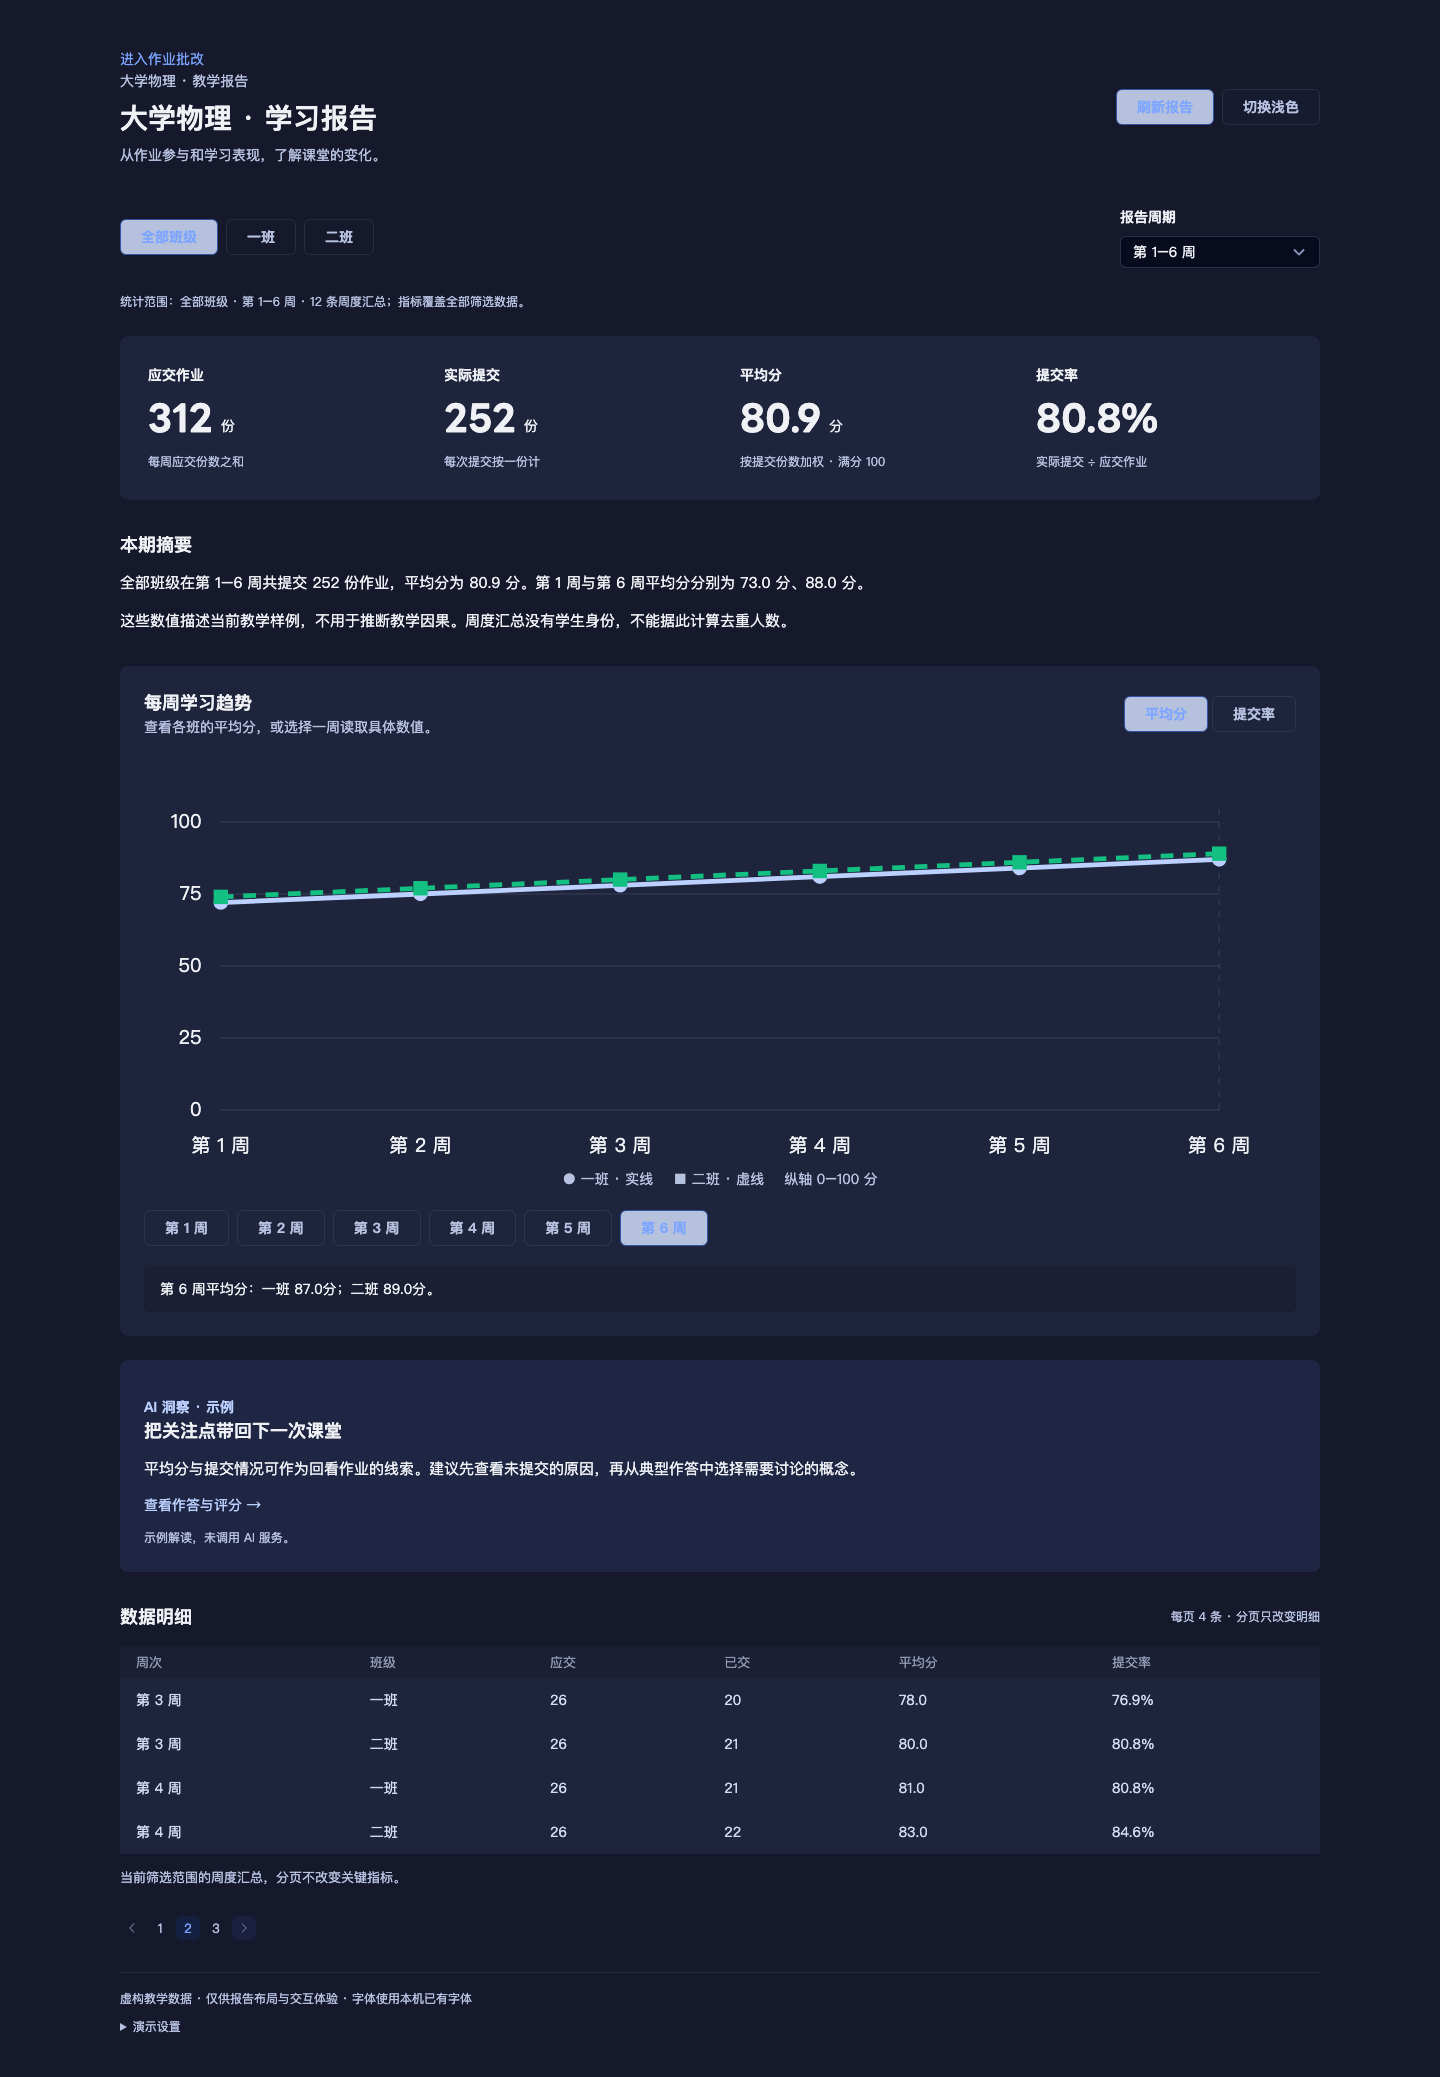 进入作业批改
大学物理 · 教学报告
大学物理 · 学习报告
从作业参与和学习表现，了解课堂的变化。
刷新报告
切换浅色
全部班级
一班
二班
报告周期
第 1—6 周
统计范围：全部班级 · 第 1—6 周 · 12 条周度汇总；指标覆盖全部筛选数据。
应交作业
312 份
每周应交份数之和
实际提交
252 份
每次提交按一份计
平均分
80.9 分
按提交份数加权 · 满分 100
提交率
80.8%
实际提交 ÷ 应交作业
本期摘要
全部班级在第 1—6 周共提交 252 份作业，平均分为 80.9 分。第 1 周与第 6 周平均分分别为 73.0 分、88.0 分。
这些数值描述当前教学样例，不用于推断教学因果。周度汇总没有学生身份，不能据此计算去重人数。
每周学习趋势
查看各班的平均分，或选择一周读取具体数值。
平均分
提交率
100
75
50
25
0
第 1 周
第 2 周
第 3 周
第 4 周
第 5 周
第 6 周
一班 · 实线
二班 · 虚线
纵轴 0—100 分
第 1 周
第 2 周
第 3 周
第 4 周
第 5 周
第 6 周
第 6 周平均分：一班 87.0分；二班 89.0分。
AI 洞察 · 示例
把关注点带回下一次课堂
平均分与提交情况可作为回看作业的线索。建议先查看未提交的原因，再从典型作答中选择需要讨论的概念。
查看作答与评分 →
示例解读，未调用 AI 服务。
数据明细
每页 4 条 · 分页只改变明细
周次 班级 应交 已交 平均分 提交率
第 3 周 一班 26 20 78.0 76.9%
第 3 周 二班 26 21 80.0 80.8%
第 4 周 一班 26 21 81.0 80.8%
第 4 周 二班 26 22 83.0 84.6%
当前筛选范围的周度汇总，分页不改变关键指标。
1 2 3
虚构教学数据 · 仅供报告布局与交互体验 · 字体使用本机已有字体
演示设置